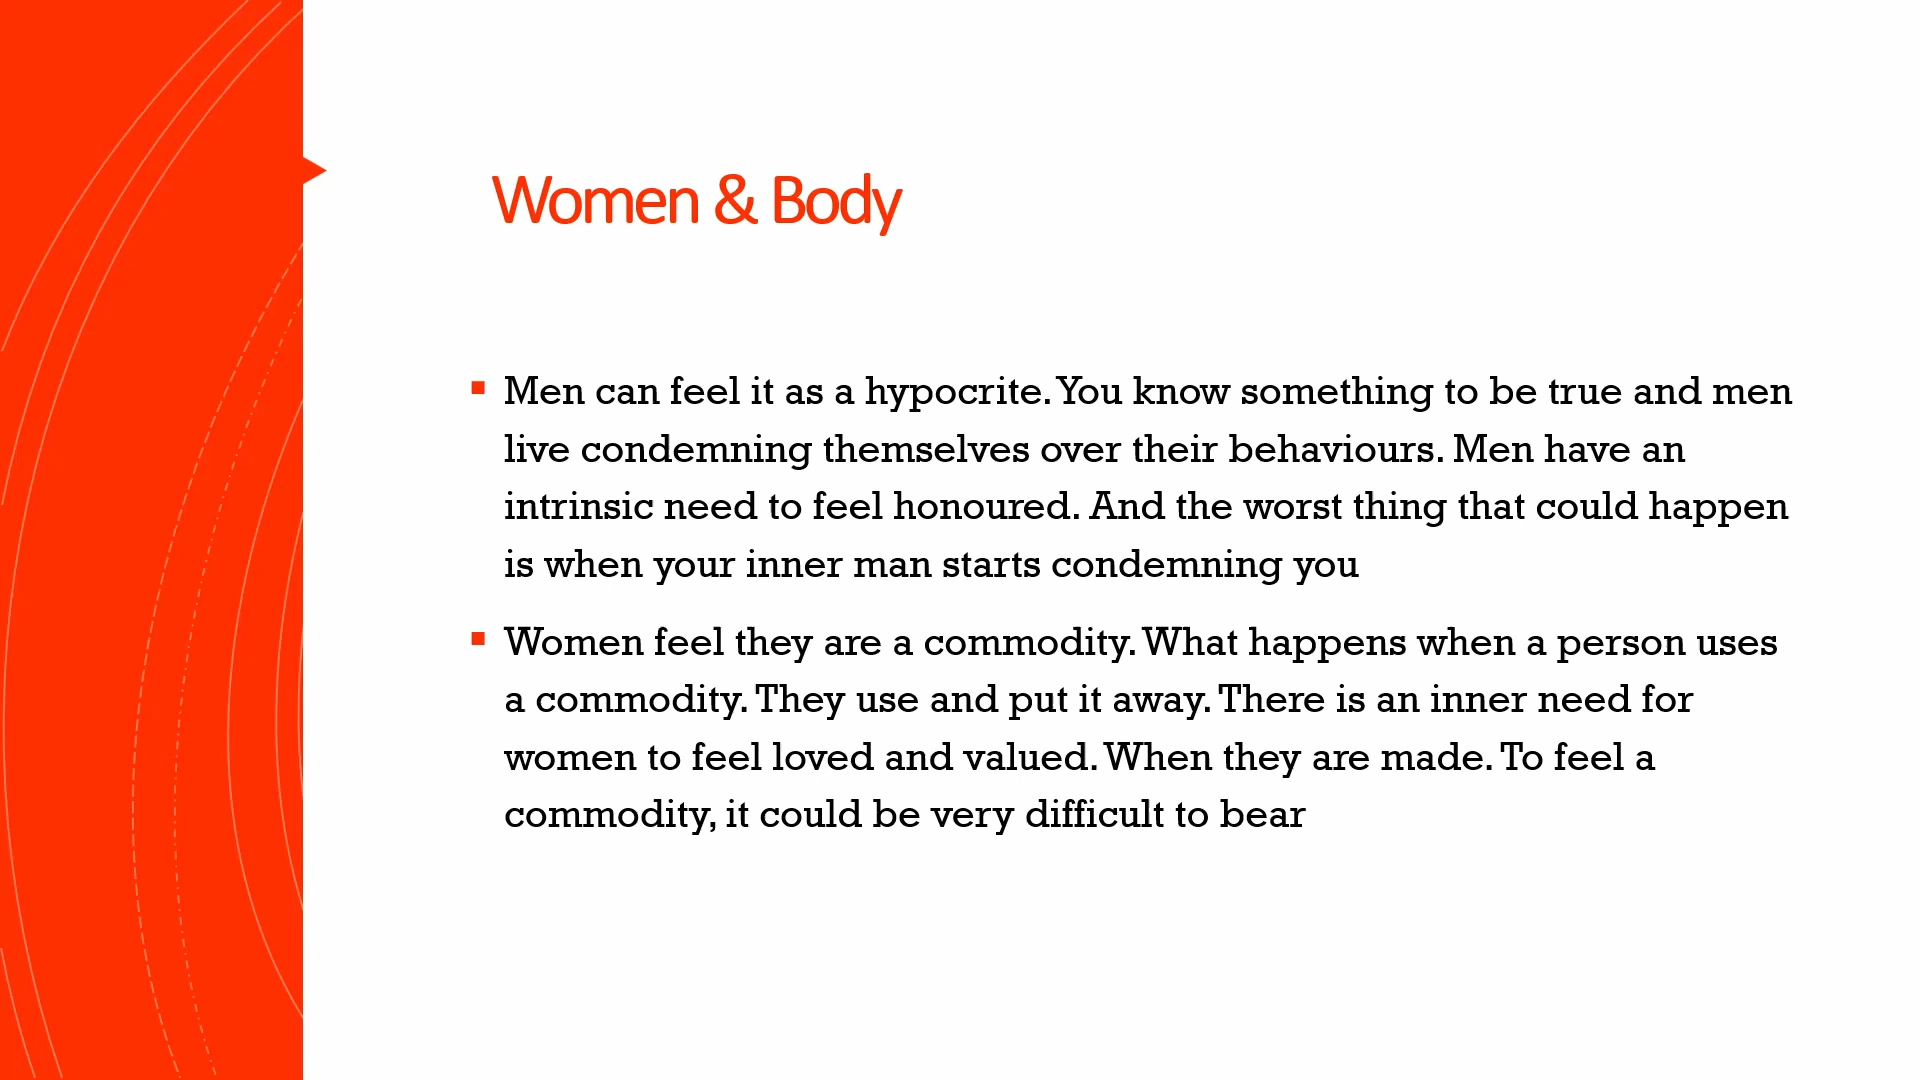 Women & Body
Men can feel it as a hypocrite. You know something to be true and men
live condemning themselves over their behaviours. Men have an
intrinsic need to feel honoured. And the worst thing that could happen
is when your inner man starts condemning you
Women feel they are a commodity. What happens when a person uses
a commodity. They use and put it away. There is an inner need for
women to feel loved and valued. When they are made. To feel a
commodity, it could be very difficult to bear